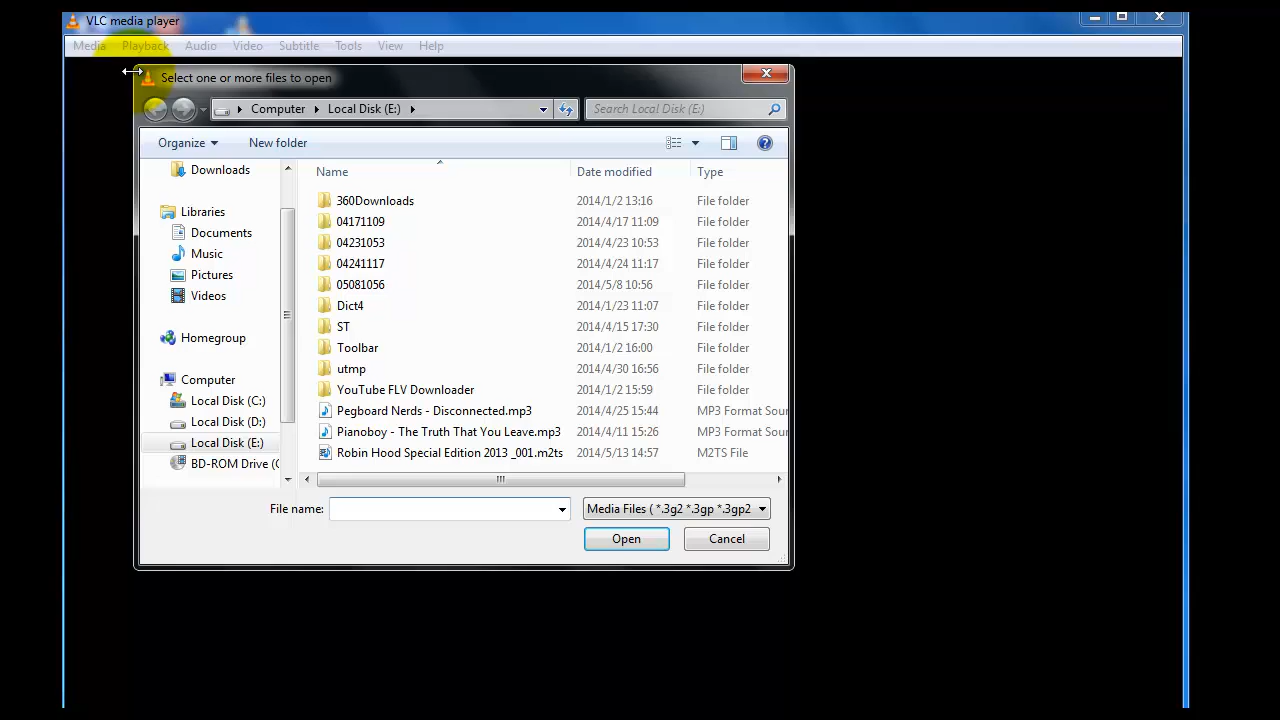 VLC media player
Media Playback Audio Video Subtitle Tools View Help
Select one or more files to open
Computer Local Disk (E:) Search Local Disk (E:)
Organize New folder
Name Date modified Type
Downloads
Libraries
Documents
Music
Pictures
Videos
Homegroup
Computer
Local Disk (C:)
Local Disk (D:)
Local Disk (E:)
BD-ROM Drive (
360Downloads 2014/1/2 13:16 File folder
04171109 2014/4/17 11:09 File folder
04231053 2014/4/23 10:53 File folder
04241117 2014/4/24 11:17 File folder
05081056 2014/5/8 10:56 File folder
Dict4 2014/1/23 11:07 File folder
ST 2014/4/15 17:30 File folder
Toolbar 2014/1/2 16:00 File folder
utmp 2014/4/30 16:56 File folder
YouTube FLV Downloader 2014/1/2 15:59 File folder
Pegboard Nerds - Disconnected.mp3 2014/4/25 15:44 MP3 Format Sou
Pianoboy - The Truth That You Leave.mp3 2014/4/11 15:26 MP3 Format Sou
Robin Hood Special Edition 2013 _001.m2ts 2014/5/13 14:57 M2TS File
File name: Media Files ( *.3g2 *.3gp *.3gp2
Open Cancel